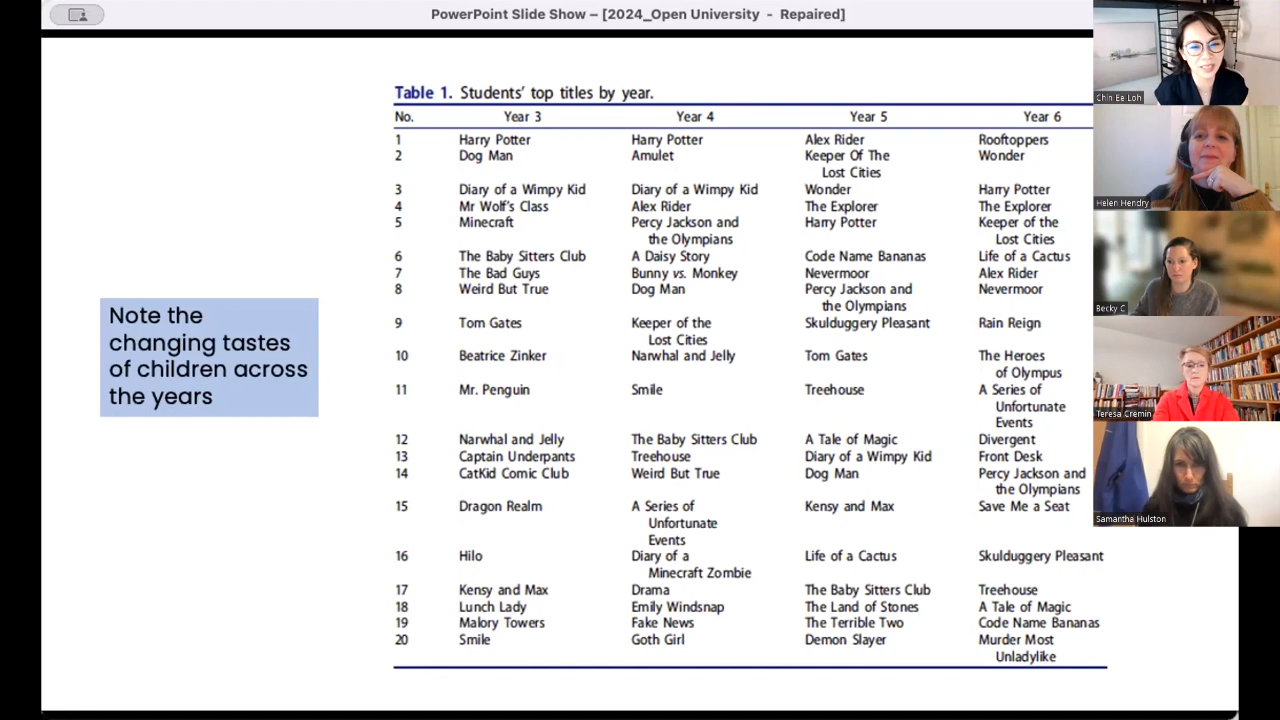 PowerPoint Slide Show – [2024_Open University - Repaired]
Table 1. Students' top titles by year.
No. Year 3 Year 4 Year 5 Year 6
1 Harry Potter Harry Potter Alex Rider Rooftoppers
2 Dog Man Amulet Keeper Of The Wonder
Lost Cities
3 Diary of a Wimpy Kid Diary of a Wimpy Kid Wonder Harry Potter
4 Mr Wolf's Class Alex Rider The Explorer The Explorer
5 Minecraft Percy Jackson and Harry Potter Keeper of the
the Olympians Lost Cities
6 The Baby Sitters Club A Daisy Story Code Name Bananas Life of a Cactus
7 The Bad Guys Bunny vs. Monkey Nevermoor Alex Rider
8 Weird But True Dog Man Percy Jackson and Nevermoor
the Olympians
9 Tom Gates Keeper of the Skulduggery Pleasant Rain Reign
Lost Cities
10 Beatrice Zinker Narwhal and Jelly Tom Gates The Heroes
of Olympus
11 Mr. Penguin Smile Treehouse A Series of
Unfortunate
Events
12 Narwhal and Jelly The Baby Sitters Club A Tale of Magic Divergent
13 Captain Underpants Treehouse Diary of a Wimpy Kid Front Desk
14 CatKid Comic Club Weird But True Dog Man Percy Jackson and
the Olympians
15 Dragon Realm A Series of Kensy and Max Save Me a Seat
Unfortunate
Events
16 Hilo Diary of a Life of a Cactus Skulduggery Pleasant
Minecraft Zombie
17 Kensy and Max Drama The Baby Sitters Club Treehouse
18 Lunch Lady Emily Windsnap The Land of Stones A Tale of Magic
19 Malory Towers Fake News The Terrible Two Code Name Bananas
20 Smile Goth Girl Demon Slayer Murder Most
Unladylike
Note the
changing tastes
of children across
the years
Chin Ee Loh
Helen Hendry
Becky C
Teresa Cremin
Samantha Hulston